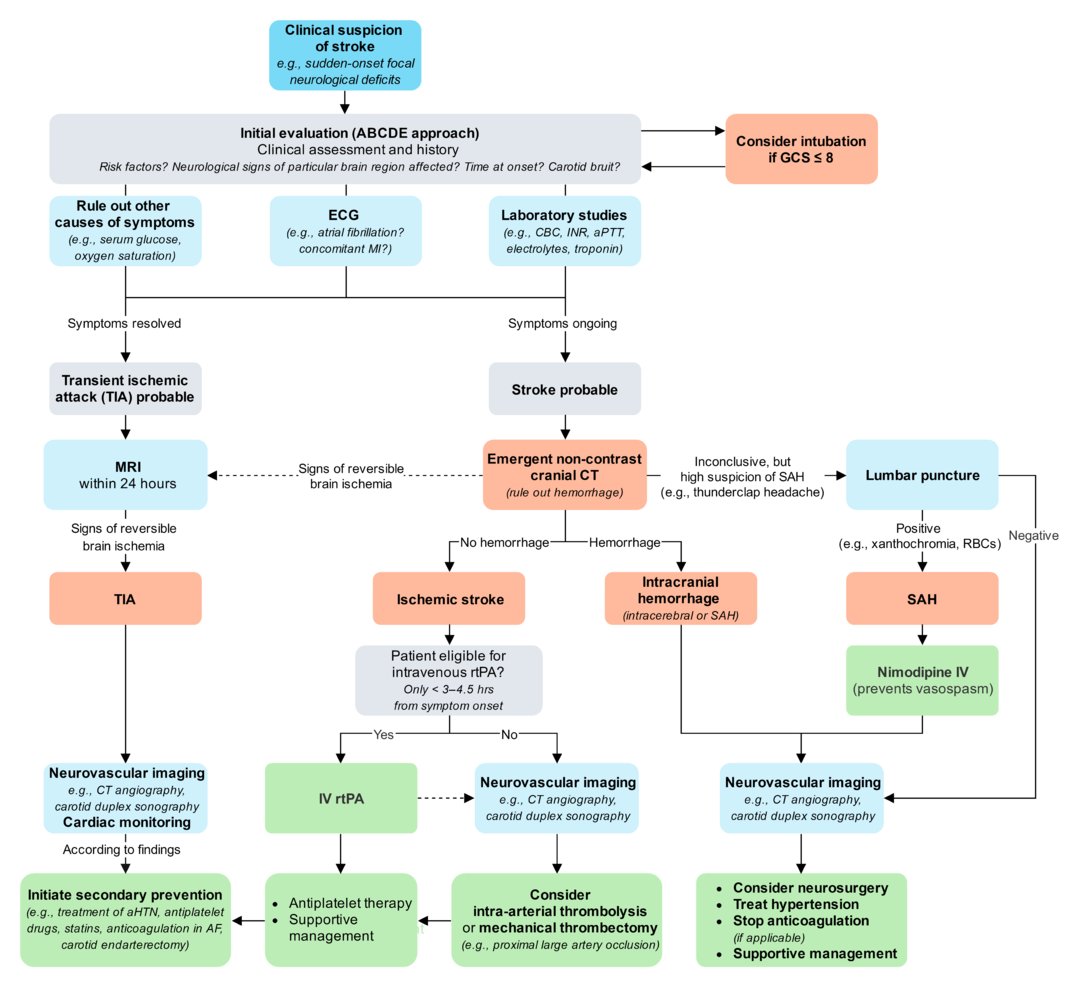 Clinical suspicion
of stroke
e.g., sudden-onset focal
neurological deficits
Initial evaluation (ABCDE approach)
Clinical assessment and history
Risk factors? Neurological signs of particular brain region affected? Time at onset? Carotid bruit?
Consider intubation
if GCS ≤ 8
Rule out other
causes of symptoms
(e.g., serum glucose,
oxygen saturation)
ECG
(e.g., atrial fibrillation?
concomitant MI?)
Laboratory studies
(e.g., CBC, INR, aPTT,
electrolytes, troponin)
Symptoms resolved
Symptoms ongoing
Transient ischemic
attack (TIA) probable
Stroke probable
MRI
within 24 hours
Signs of reversible
brain ischemia
Emergent non-contrast
cranial CT
(rule out hemorrhage)
Inconclusive, but
high suspicion of SAH
(e.g., thunderclap headache)
Lumbar puncture
Signs of reversible
brain ischemia
No hemorrhage
Hemorrhage
Positive
(e.g., xanthochromia, RBCs)
Negative
TIA
Ischemic stroke
Intracranial
hemorrhage
(intracerebral or SAH)
SAH
Patient eligible for
intravenous rtPA?
Only < 3–4.5 hrs
from symptom onset
Nimodipine IV
(prevents vasospasm)
Yes
No
Neurovascular imaging
e.g., CT angiography,
carotid duplex sonography
Cardiac monitoring
IV rtPA
Neurovascular imaging
e.g., CT angiography,
carotid duplex sonography
Neurovascular imaging
e.g., CT angiography,
carotid duplex sonography
According to findings
Initiate secondary prevention
(e.g., treatment of aHTN, antiplatelet
drugs, statins, anticoagulation in AF,
carotid endarterectomy)
• Antiplatelet therapy
• Supportive
management
Consider
intra-arterial thrombolysis
or mechanical thrombectomy
(e.g., proximal large artery occlusion)
• Consider neurosurgery
• Treat hypertension
• Stop anticoagulation
(if applicable)
• Supportive management